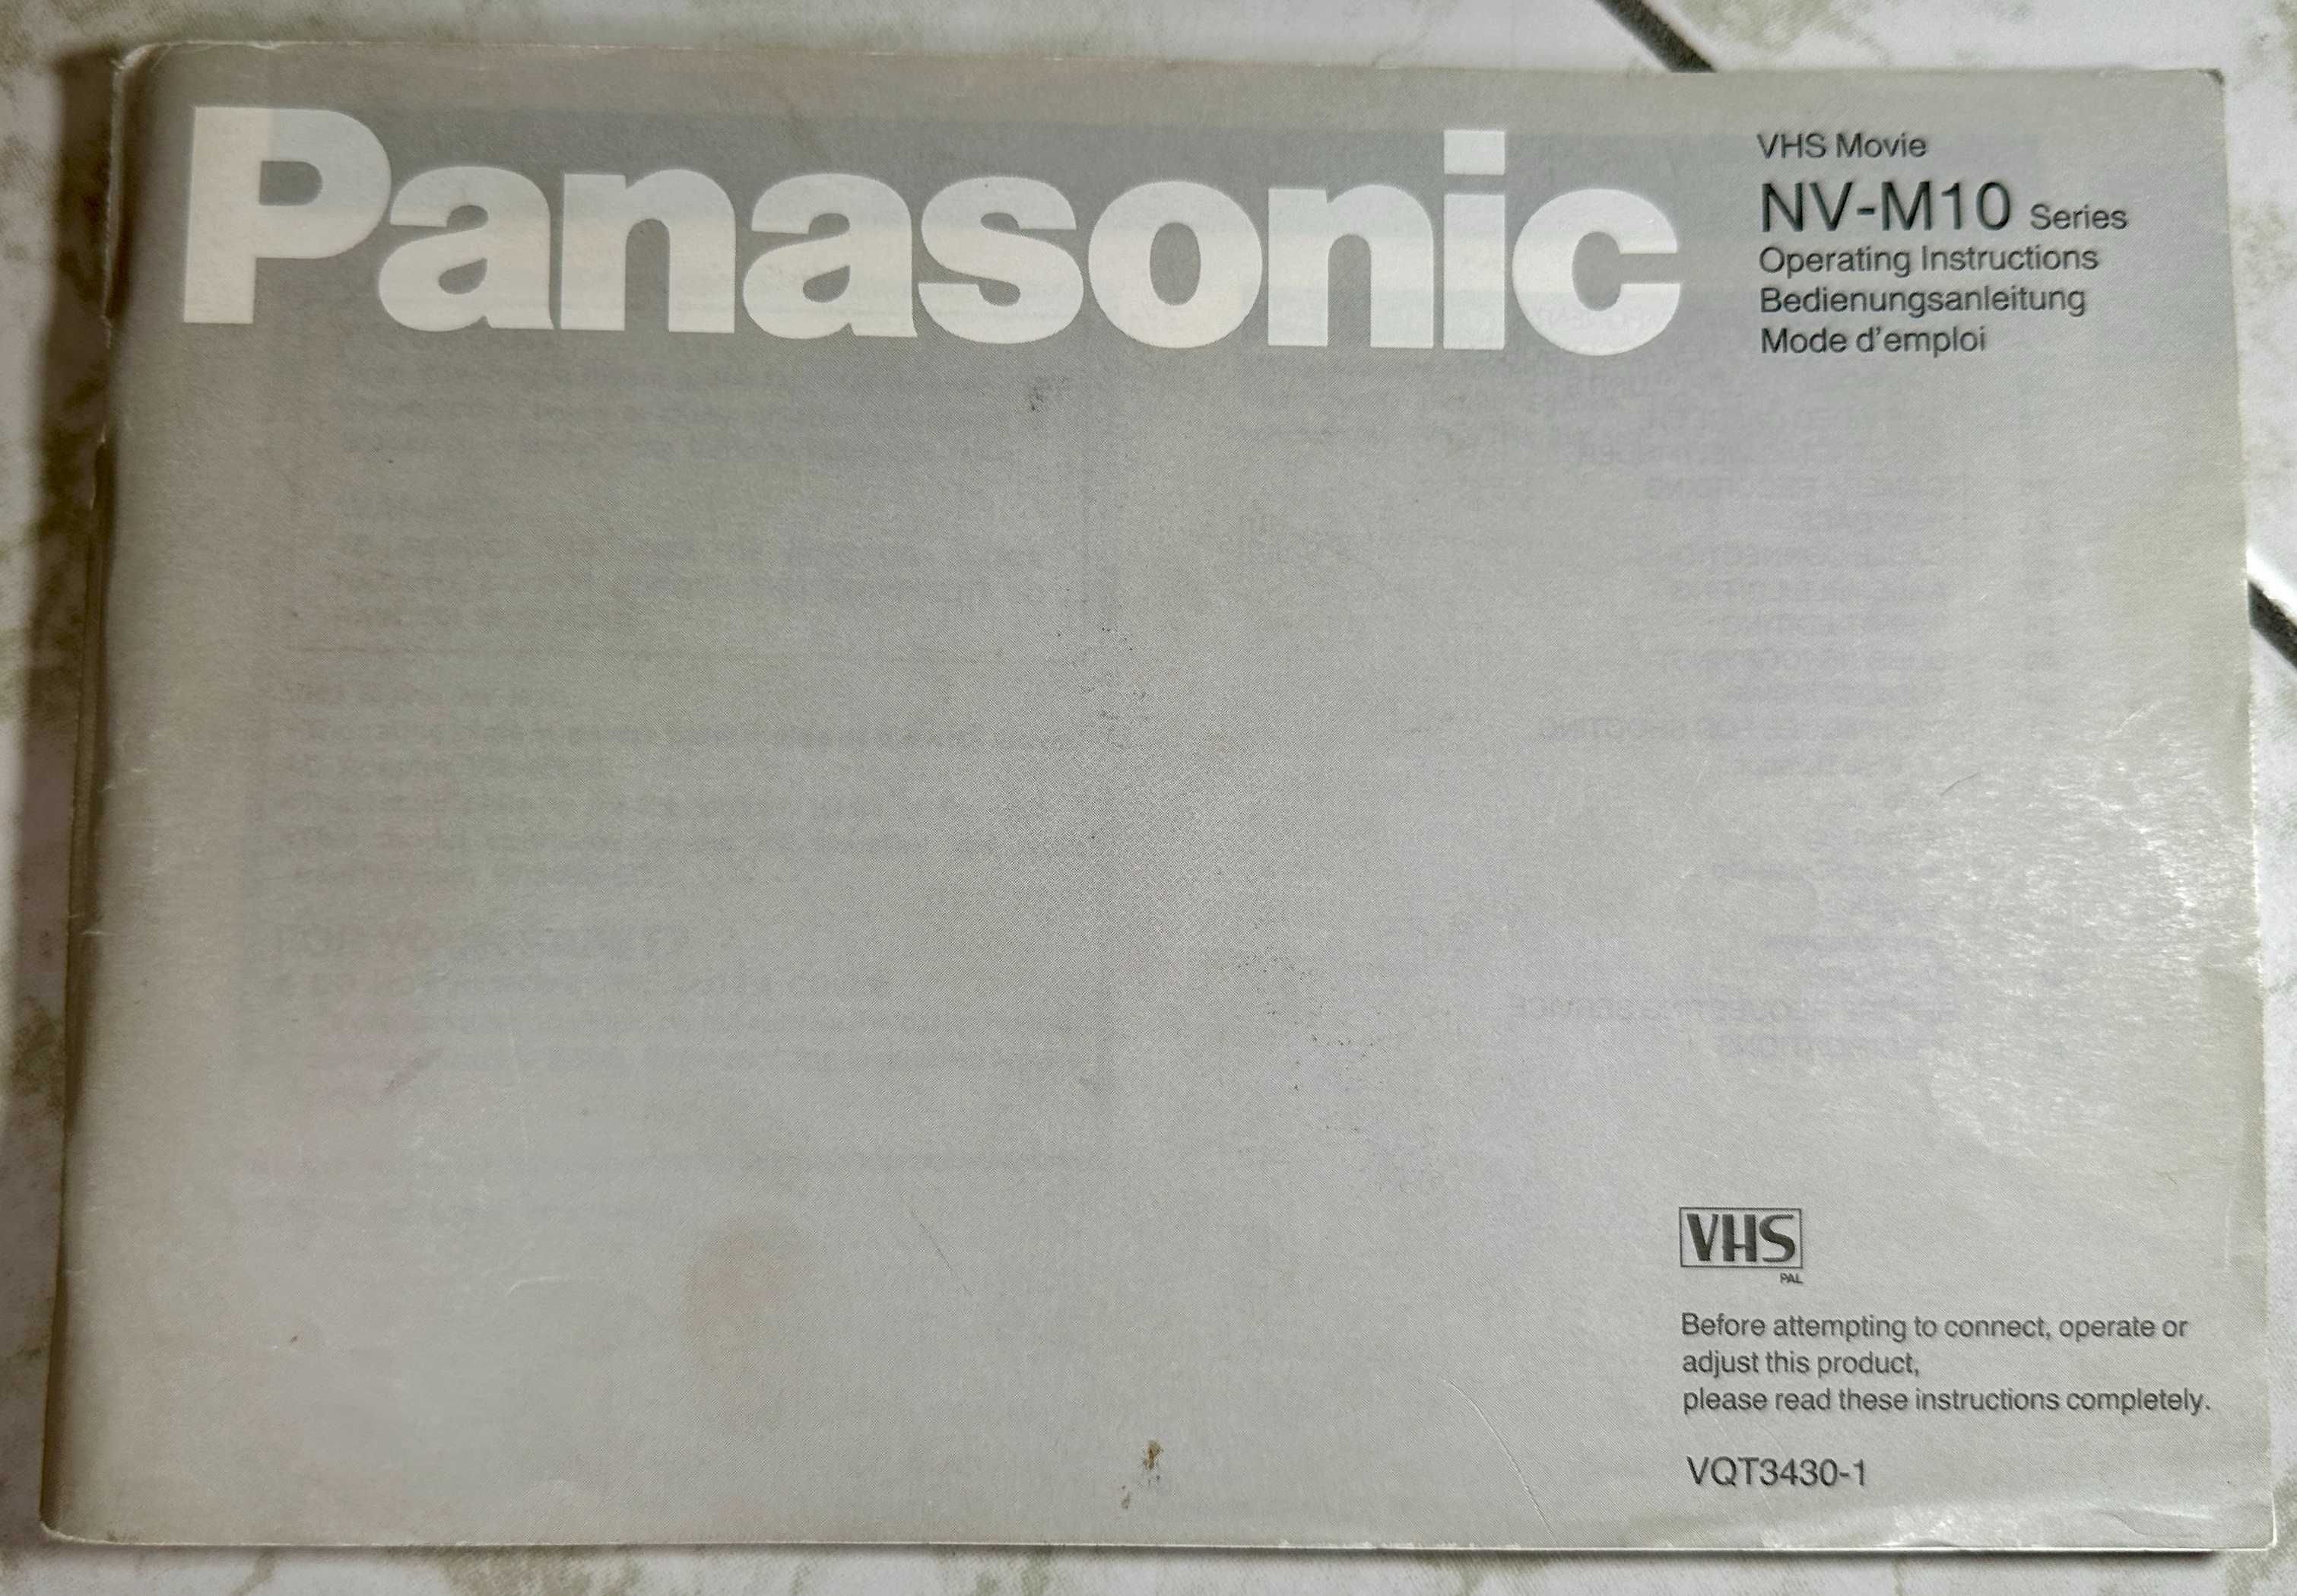 Panasonic
VHS Movie
NV-M10 Series
Operating Instructions
Bedienungsanleitung
Mode d'emploi
VHS
PAL
Before attempting to connect, operate or
adjust this product,
please read these instructions completely.
VQT3430-1